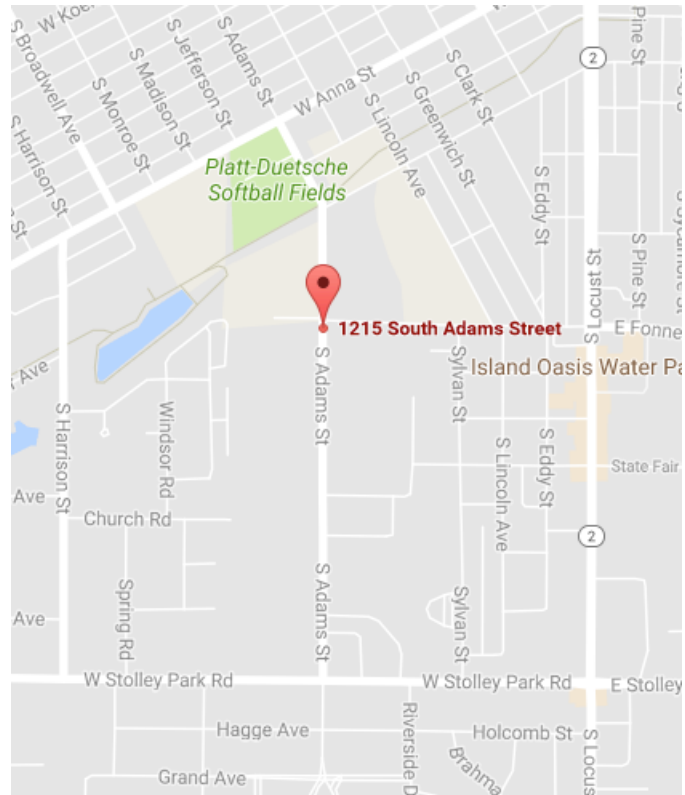 W Koe
S Broadwell Ave
S Madison St
S Jefferson St
S Adams St
W Anna St
S Clark St
S Greenwich St
S Lincoln Ave
S Monroe St
S Harrison St
Pine St
2
Platt-Duetsche
Softball Fields
S Eddy St
S Pine St
S Locust St
1215 South Adams Street
E Fonne
Island Oasis Water Pa
Ave
S Adams St
Sylvan St
S Harrison St
Windsor Rd
S Lincoln Ave
S Eddy St
State Fair
Ave
Church Rd
2
Spring Rd
S Adams St
Sylvan St
Ave
W Stolley Park Rd
W Stolley Park Rd
E Stolley
Hagge Ave
Riverside D
Holcomb St
S Locus
Brahma
Grand Ave